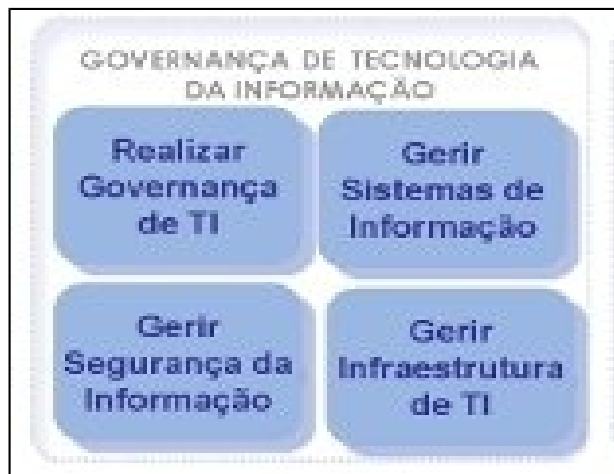 GOVERNANÇA DE TECNOLOGIA
DA INFORMAÇÃO
Realizar
Governança
de TI
Gerir
Sistemas de
Informação
Gerir
Segurança da
Informação
Gerir
Infraestrutura
de TI